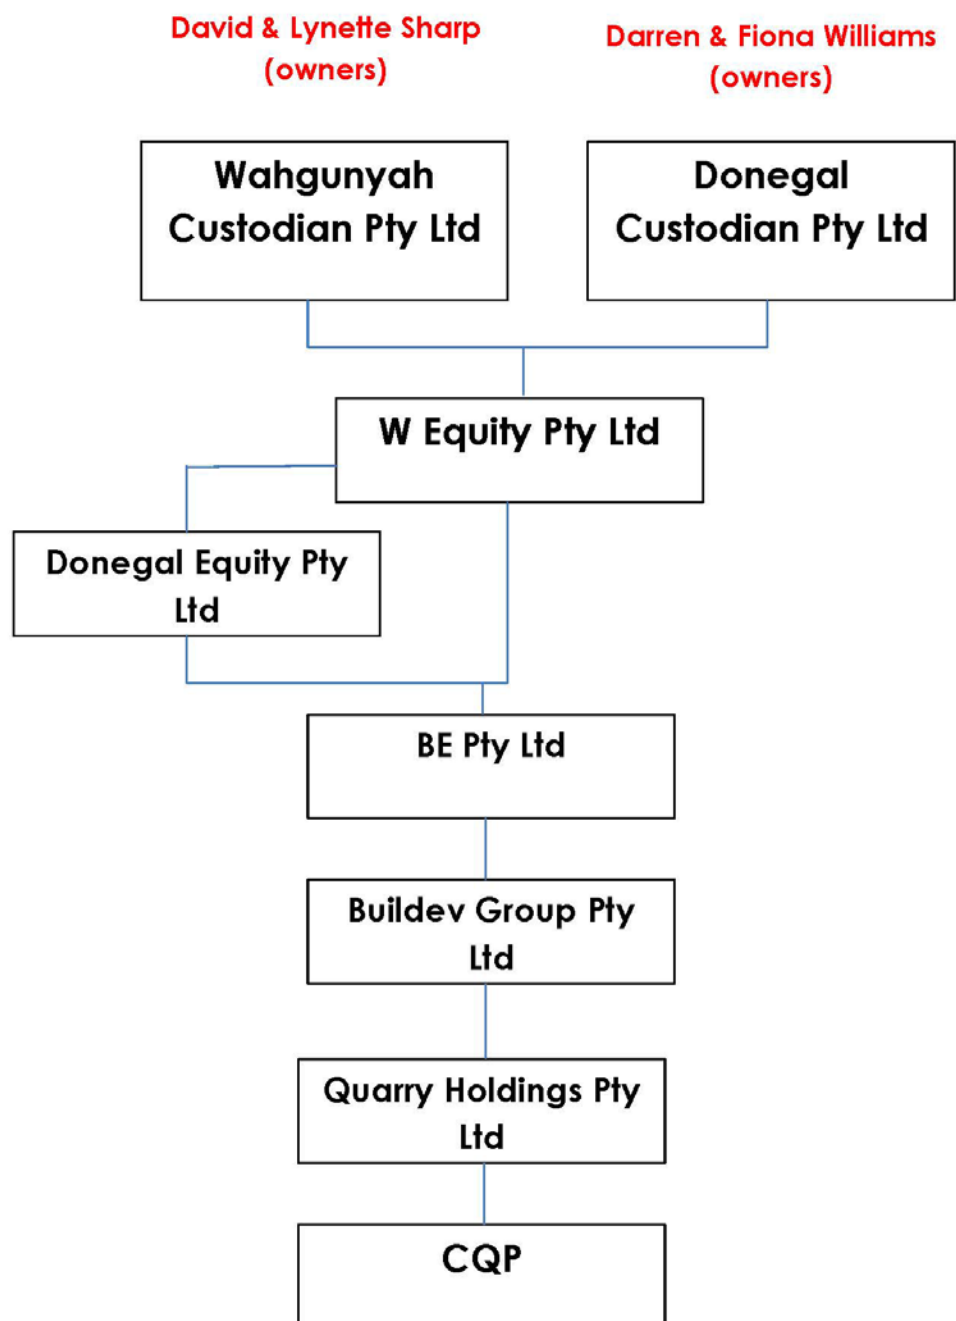 David & Lynette Sharp
(owners)
Darren & Fiona Williams
(owners)
Wahgunyah
Custodian Pty Ltd
Donegal
Custodian Pty Ltd
W Equity Pty Ltd
Donegal Equity Pty
Ltd
BE Pty Ltd
Buildev Group Pty
Ltd
Quarry Holdings Pty
Ltd
CQP